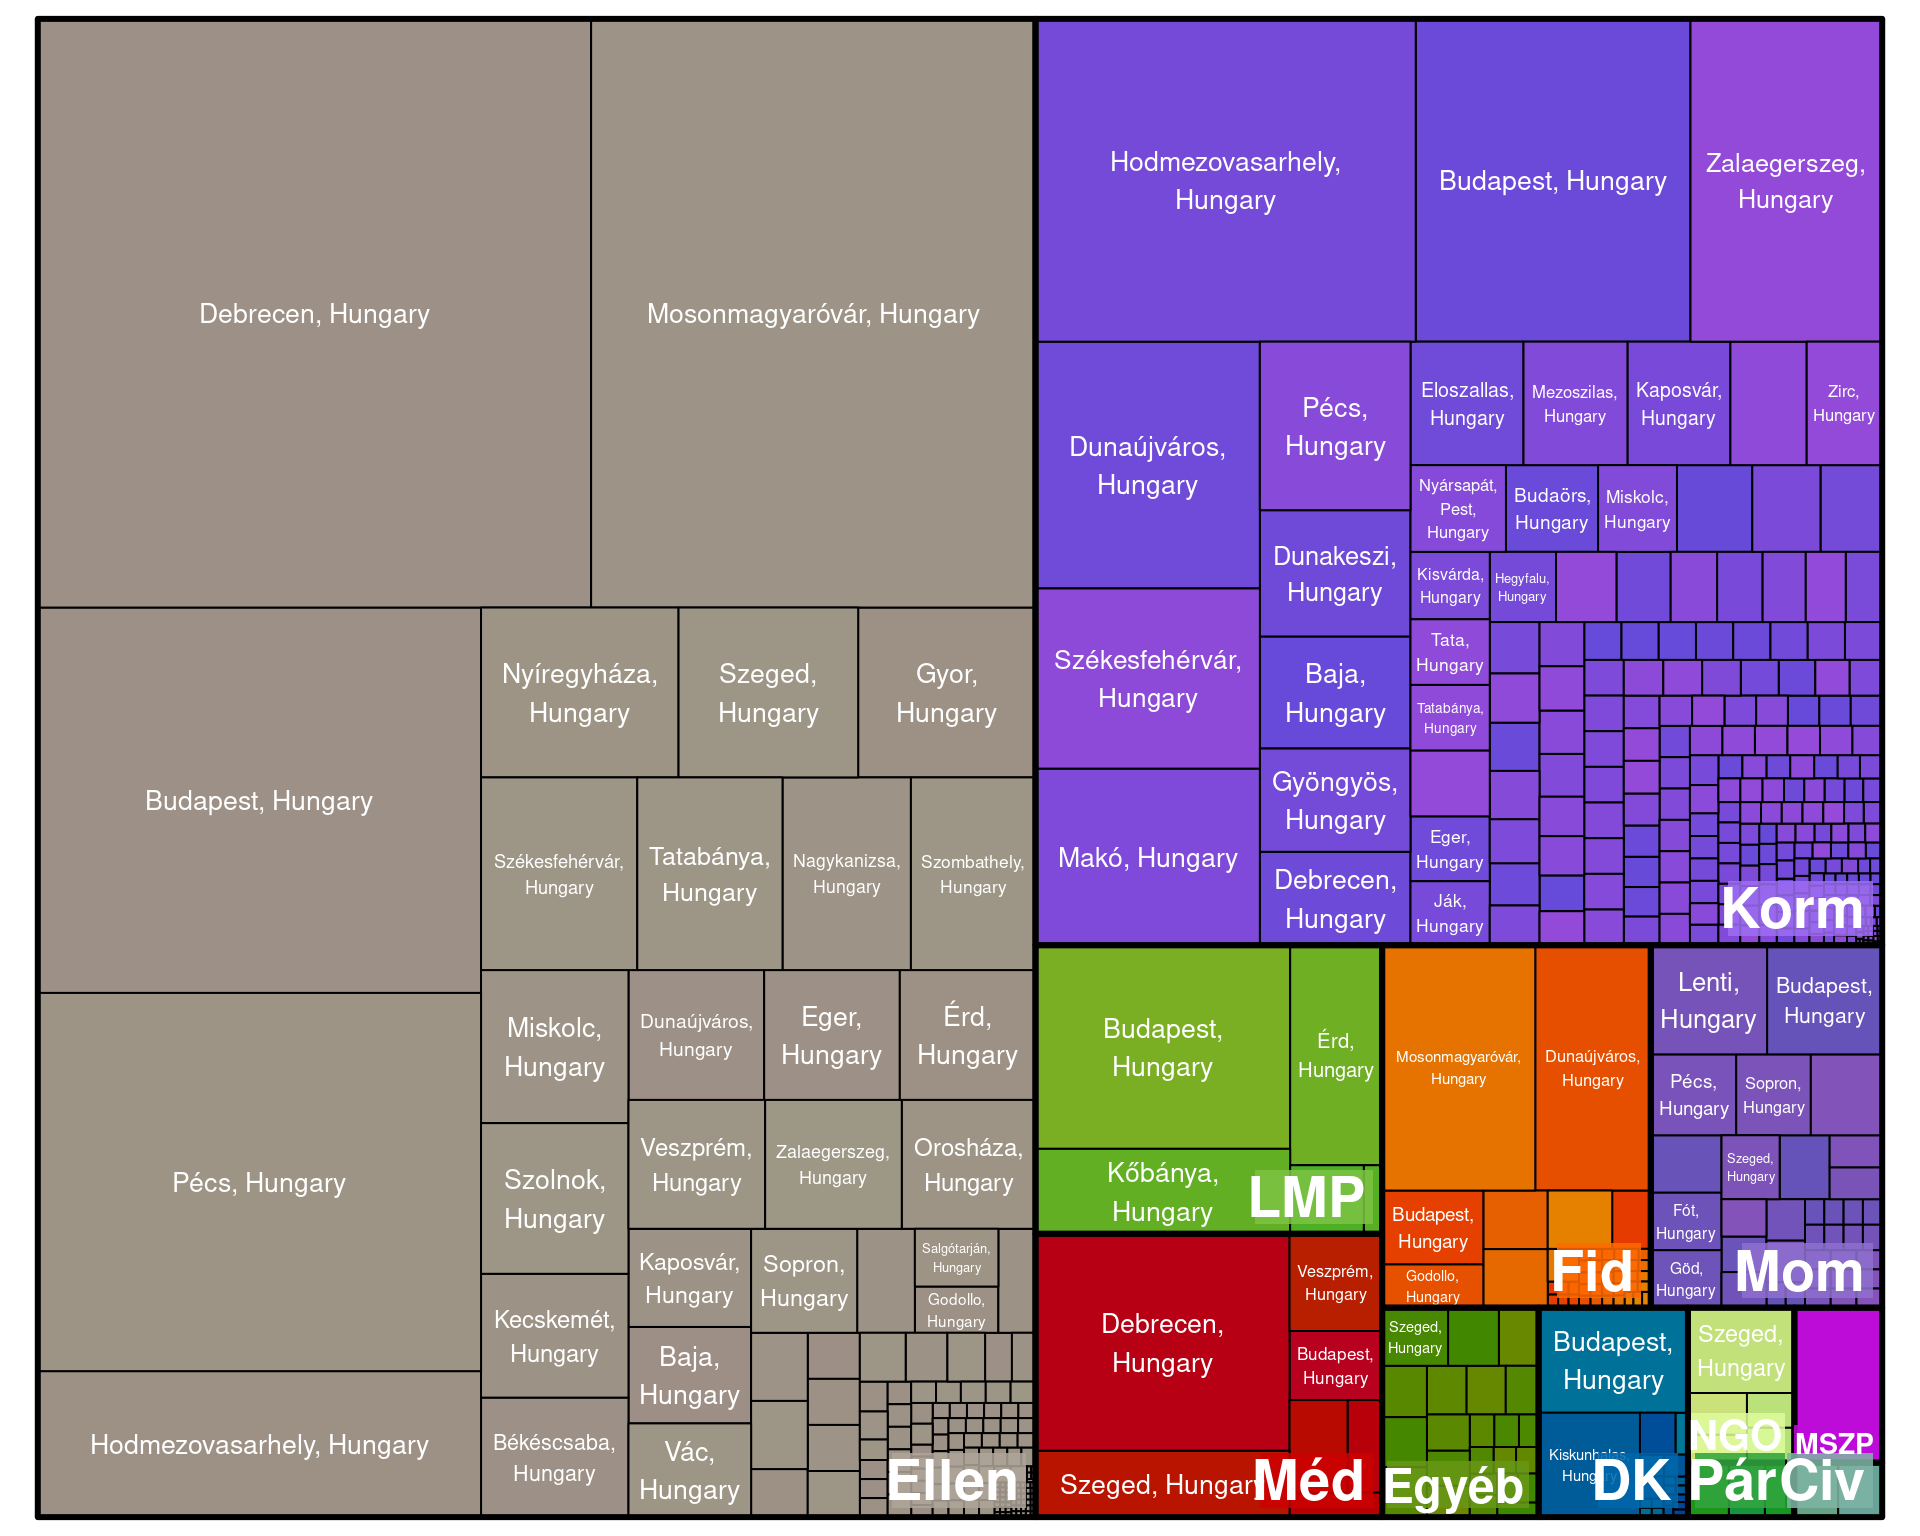 Debrecen, Hungary
Mosonmagyaróvár, Hungary
Budapest, Hungary
Pécs, Hungary
Hodmezovasarhely, Hungary
Nyíregyháza,
Hungary
Szeged,
Hungary
Gyor,
Hungary
Székesfehérvár,
Hungary
Tatabánya,
Hungary
Nagykanizsa,
Hungary
Szombathely,
Hungary
Miskolc,
Hungary
Dunaújváros,
Hungary
Eger,
Hungary
Érd,
Hungary
Szolnok,
Hungary
Veszprém,
Hungary
Zalaegerszeg,
Hungary
Orosháza,
Hungary
Kecskemét,
Hungary
Békéscsaba,
Hungary
Kaposvár,
Hungary
Sopron,
Hungary
Salgótarján,
Hungary
Godollo,
Hungary
Baja,
Hungary
Vác,
Hungary
Ellen
Hodmezovasarhely,
Hungary
Budapest, Hungary
Zalaegerszeg,
Hungary
Dunaújváros,
Hungary
Székesfehérvár,
Hungary
Makó, Hungary
Pécs,
Hungary
Dunakeszi,
Hungary
Baja,
Hungary
Gyöngyös,
Hungary
Debrecen,
Hungary
Eloszallas,
Hungary
Mezoszilas,
Hungary
Kaposvár,
Hungary
Zirc,
Hungary
Nyársapát,
Pest,
Hungary
Budaörs,
Hungary
Miskolc,
Hungary
Kisvárda,
Hungary
Hegyfalu,
Hungary
Tata,
Hungary
Tatabánya,
Hungary
Eger,
Hungary
Ják,
Hungary
Korm
Budapest,
Hungary
Érd,
Hungary
Kőbánya,
Hungary
LMP
Debrecen,
Hungary
Veszprém,
Hungary
Budapest,
Hungary
Szeged, Hungary
Méd
Mosonmagyaróvár,
Hungary
Dunaújváros,
Hungary
Budapest,
Hungary
Godollo,
Hungary
Fid
Lenti,
Hungary
Budapest,
Hungary
Pécs,
Hungary
Sopron,
Hungary
Szeged,
Hungary
Fót,
Hungary
Göd,
Hungary
Mom
Szeged,
Hungary
Egyéb
Budapest,
Hungary
Kiskunhalas,
Hungary
DK
Szeged,
Hungary
NGO
MSZP
Pár
Civ